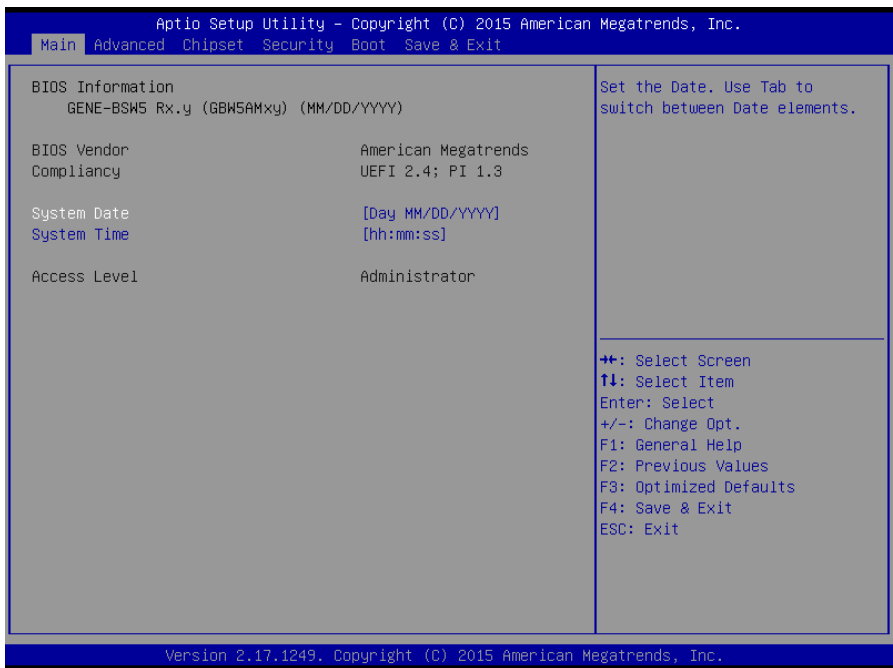 Aptio Setup Utility – Copyright (C) 2015 American Megatrends, Inc.
Main Advanced Chipset Security Boot Save & Exit
BIOS Information
GENE-BSW5 Rx.y (GBW5AMxy) (MM/DD/YYYY)
BIOS Vendor American Megatrends
Compliancy UEFI 2.4; PI 1.3
System Date [Day MM/DD/YYYY]
System Time [hh:mm:ss]
Access Level Administrator
Set the Date. Use Tab to
switch between Date elements.
→←: Select Screen
↑↓: Select Item
Enter: Select
+/-: Change Opt.
F1: General Help
F2: Previous Values
F3: Optimized Defaults
F4: Save & Exit
ESC: Exit
Version 2.17.1249. Copyright (C) 2015 American Megatrends, Inc.